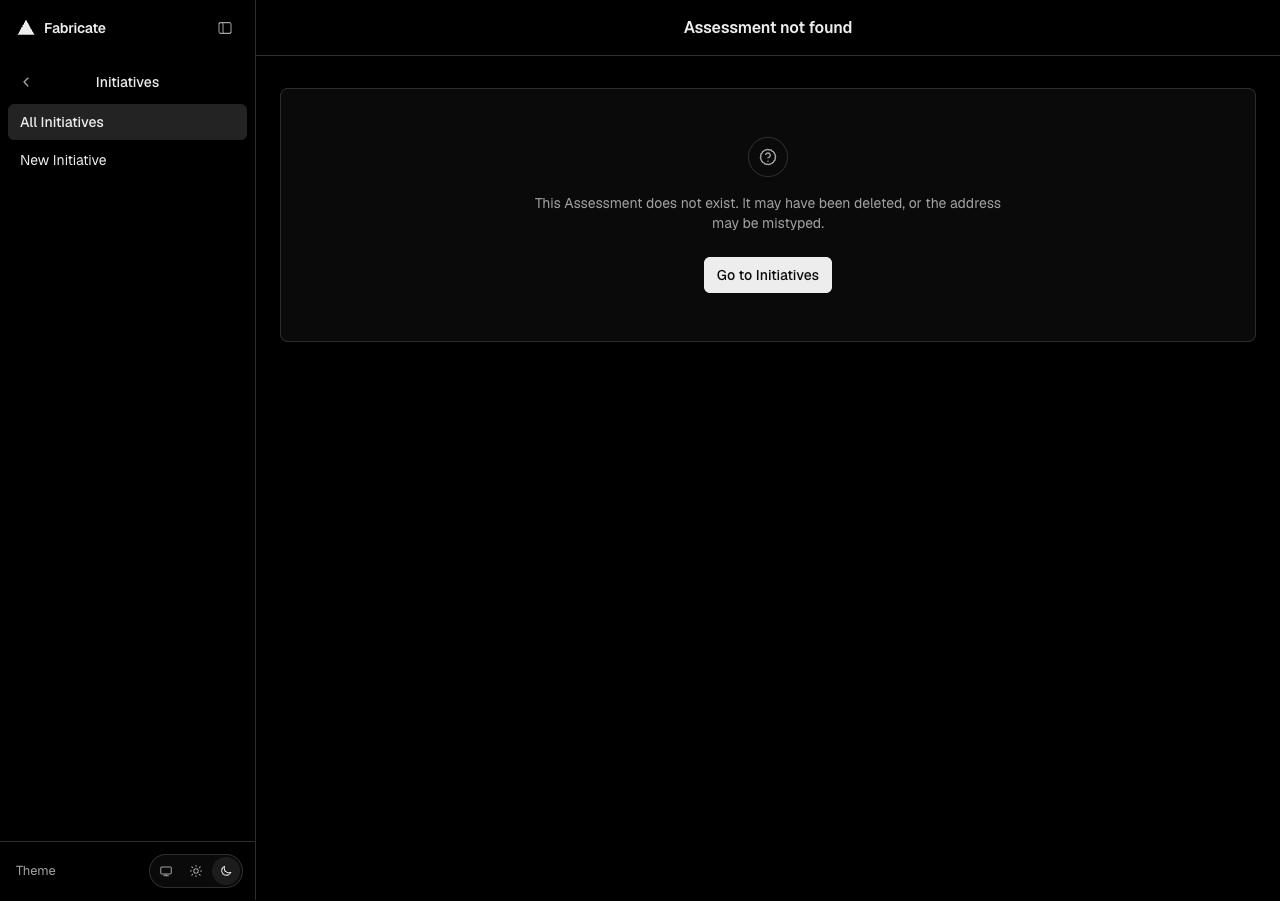 Fabricate
Assessment not found
Initiatives
All Initiatives
New Initiative
This Assessment does not exist. It may have been deleted, or the address
may be mistyped.
Go to Initiatives
Theme